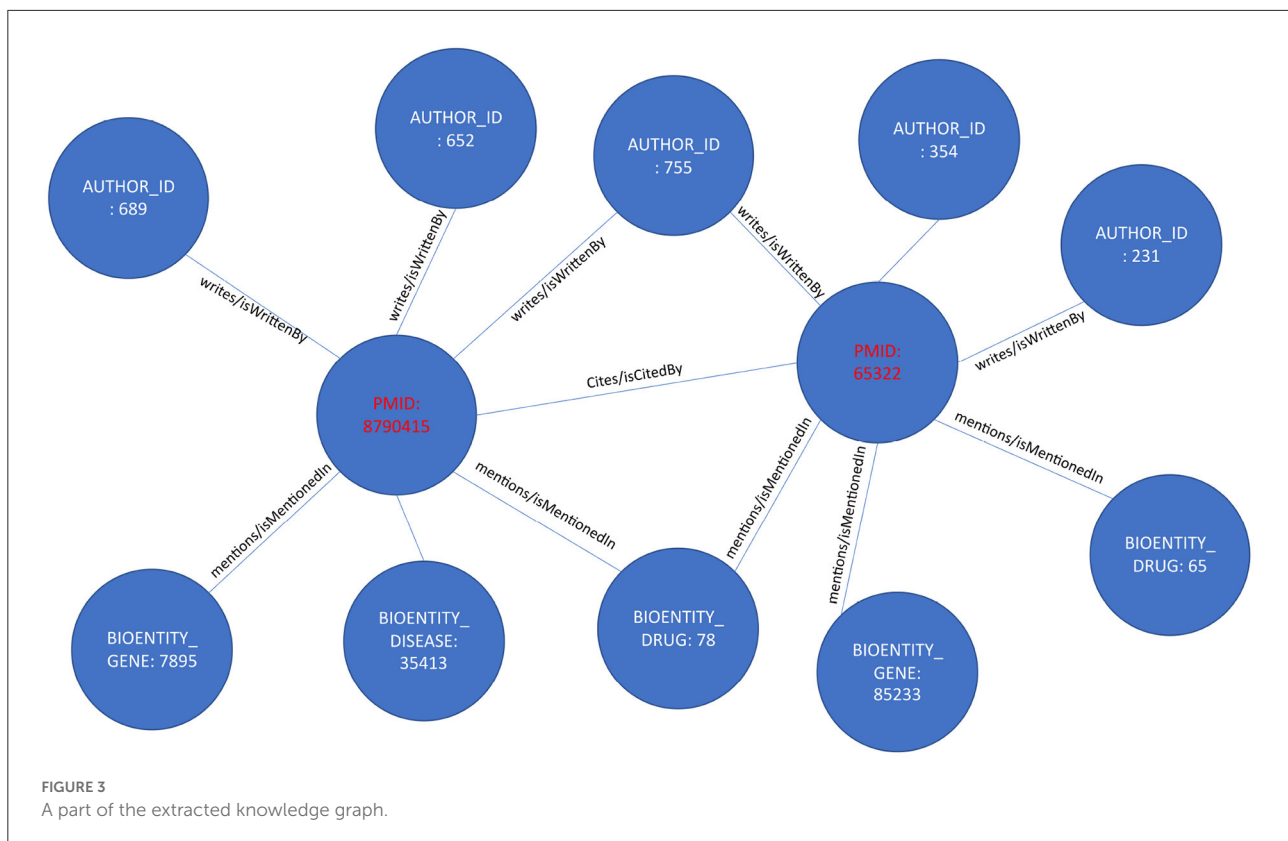 AUTHOR_ID
: 689
AUTHOR_ID
: 652
AUTHOR_ID
: 755
AUTHOR_ID
: 354
AUTHOR_ID
: 231
writes/isWrittenBy
writes/isWrittenBy
writes/isWrittenBy
writes/isWrittenBy
writes/isWrittenBy
PMID:
8790415
Cites/isCitedBy
PMID:
65322
mentions/isMentionedIn
mentions/isMentionedIn
mentions/isMentionedIn
mentions/isMentionedIn
mentions/isMentionedIn
BIOENTITY_
GENE: 7895
BIOENTITY_
DISEASE:
35413
BIOENTITY_
DRUG: 78
BIOENTITY_
GENE:
85233
BIOENTITY_
DRUG: 65
FIGURE 3
A part of the extracted knowledge graph.